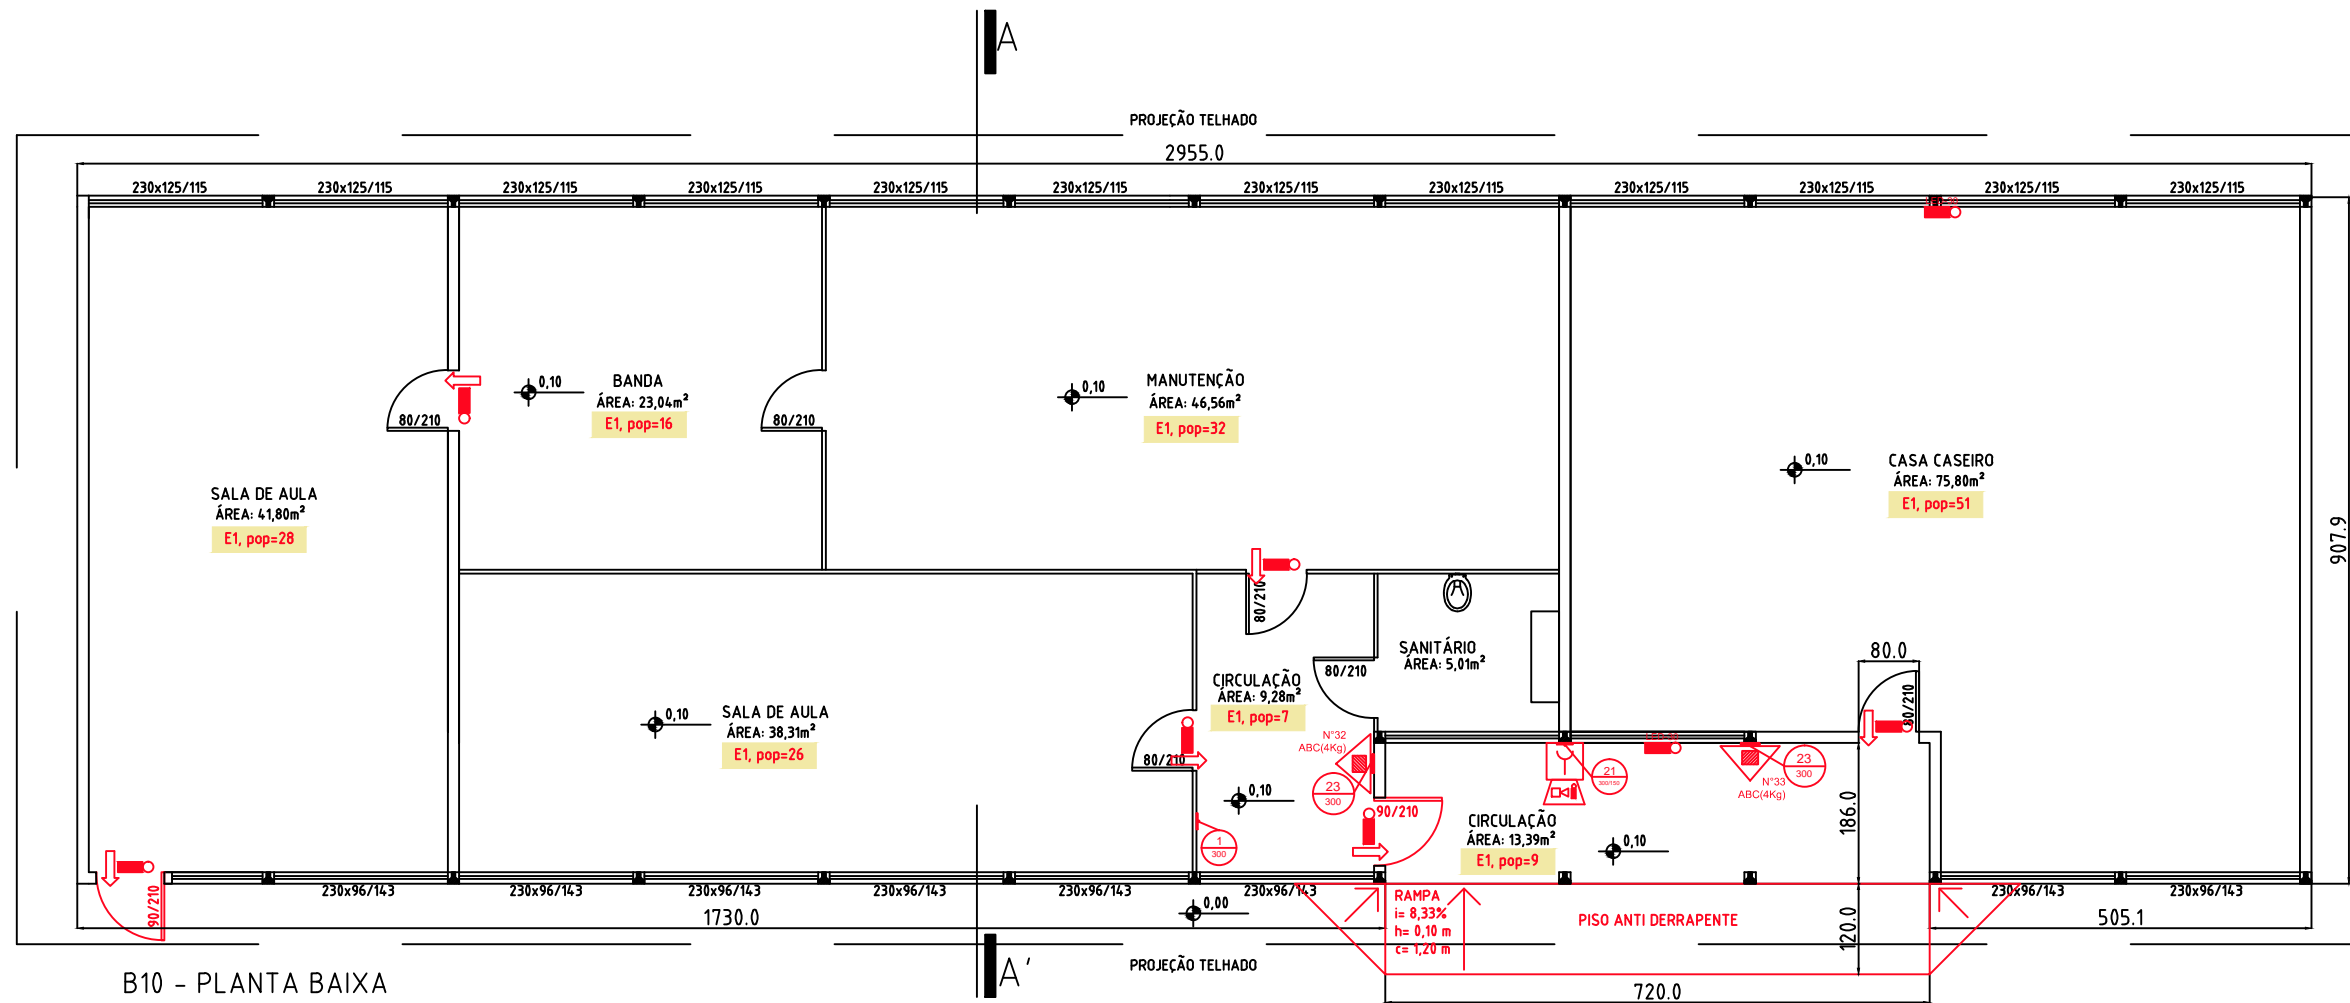 A
PROJEÇÃO TELHADO
2955.0
230x125/115
230x125/115
230x125/115
230x125/115
230x125/115
230x125/115
230x125/115
230x125/115
230x125/115
230x125/115
230x125/115
230x125/115
0,10
BANDA
ÁREA: 23,04m²
E1, pop=16
80/210
80/210
0,10
MANUTENÇÃO
ÁREA: 46,56m²
E1, pop=32
0,10
CASA CASEIRO
ÁREA: 75,80m²
E1, pop=51
SALA DE AULA
ÁREA: 41,80m²
E1, pop=28
907.9
80/210
SANITÁRIO
ÁREA: 5,01m²
80/210
80.0
80/210
CIRCULAÇÃO
ÁREA: 9,28m²
E1, pop=7
0,10
SALA DE AULA
ÁREA: 38,31m²
E1, pop=26
80/210
N°32
ABC(4Kg)
23
300
21
300/150
23
300
N°33
ABC(4Kg)
0,10
90/210
186.0
1
300
CIRCULAÇÃO
ÁREA: 13,39m²
E1, pop=9
0,10
230x96/143
230x96/143
230x96/143
230x96/143
230x96/143
230x96/143
230x96/143
230x96/143
90/210
1730.0
0,00
RAMPA
i= 8,33%
h= 0,10 m
c= 1,20 m
PISO ANTI DERRAPENTE
120.0
505.1
B10 - PLANTA BAIXA
A'
PROJEÇÃO TELHADO
720.0